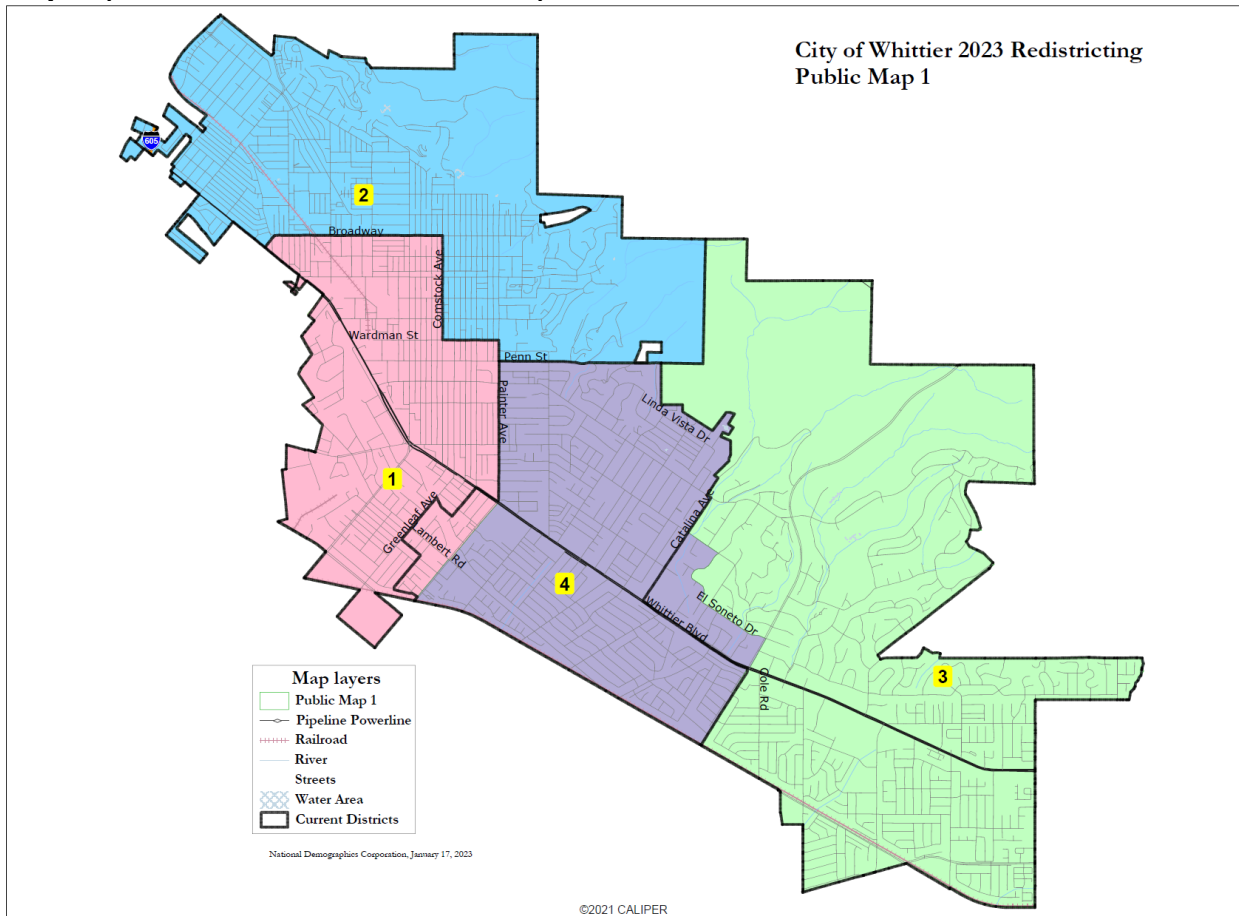 City of Whittier 2023 Redistricting
Public Map 1
605
2
Broadway
Comstock Ave
Wardman St
Penn St
Painter Ave
Linda Vista Dr
1
Greenleaf Ave
Lambert Rd
Catalina Ave
4
El Soneto Dr
Whittier Blvd
Cole Rd
3
Map layers
Public Map 1
Pipeline Powerline
Railroad
River
Streets
Water Area
Current Districts
National Demographics Corporation, January 17, 2023
©2021 CALIPER